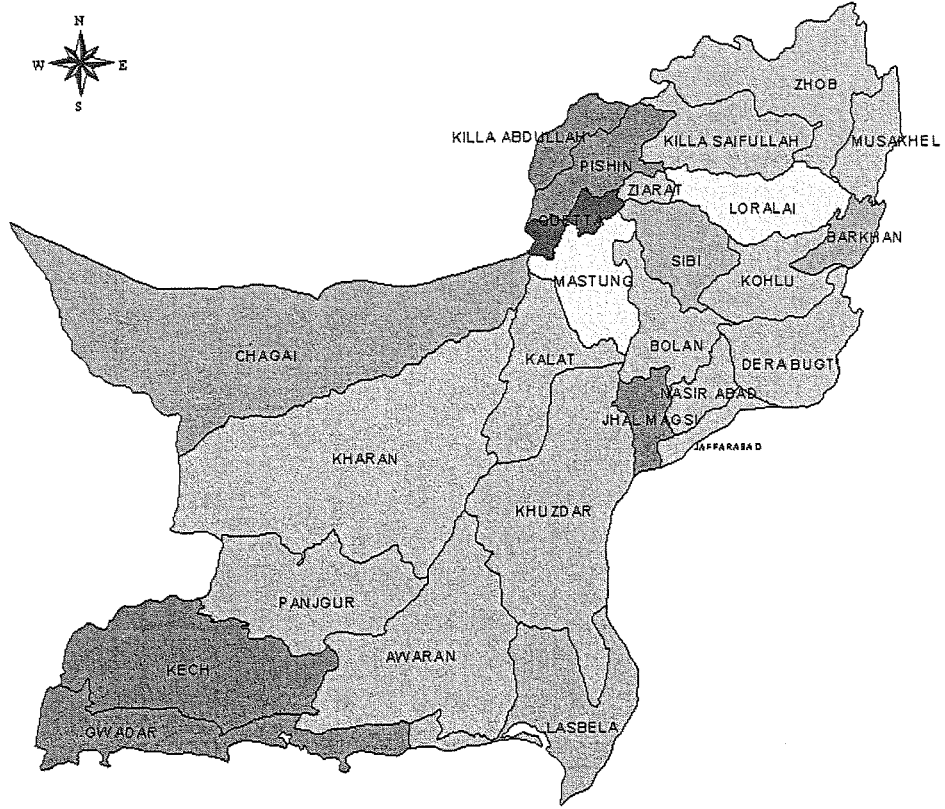 N
W E
S
ZHOB
KILLA ABDULLAH
KILLA SAIFULLAH
MUSAKHEL
PISHIN
ZIARAT
LORALAI
QUETTA
BARKHAN
SIBI
MASTUNG
KOHLU
CHAGAI
KALAT
BOLAN
DERA BUGTI
NASIR ABAD
JHAL MAGSI
JAFFARABAD
KHARAN
KHUZDAR
PANJGUR
AWARAN
KECH
GWADAR
LASBELA